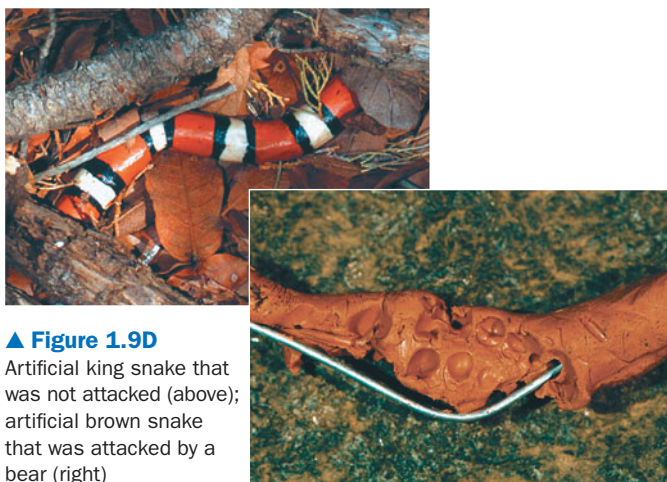 ▲ Figure 1.9D
Artificial king snake that
was not attacked (above);
artificial brown snake
that was attacked by a
bear (right)